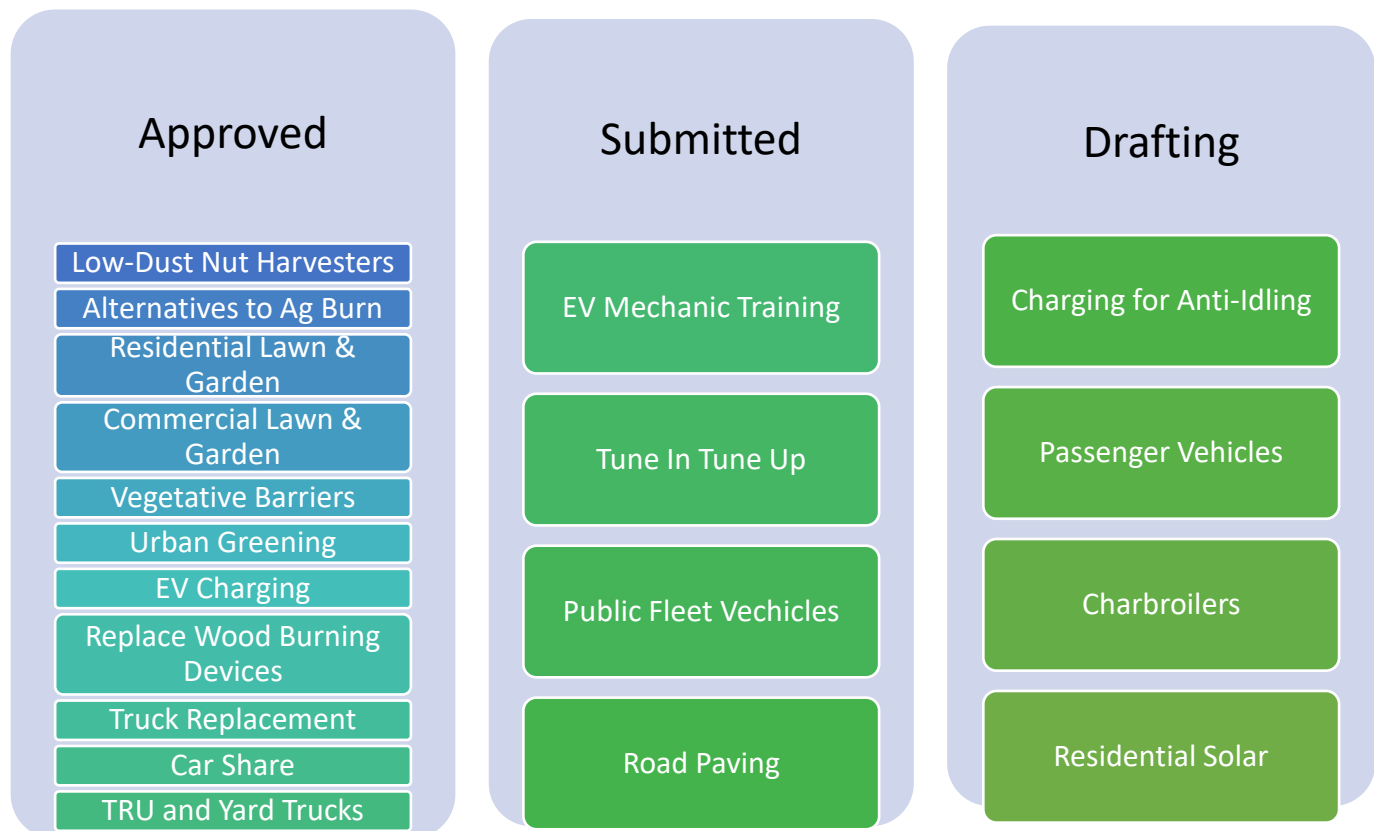 Approved
Low-Dust Nut Harvesters
Alternatives to Ag Burn
Residential Lawn &
Garden
Commercial Lawn &
Garden
Vegetative Barriers
Urban Greening
EV Charging
Replace Wood Burning
Devices
Truck Replacement
Car Share
TRU and Yard Trucks
Submitted
EV Mechanic Training
Tune In Tune Up
Public Fleet Vechicles
Road Paving
Drafting
Charging for Anti-Idling
Passenger Vehicles
Charbroilers
Residential Solar